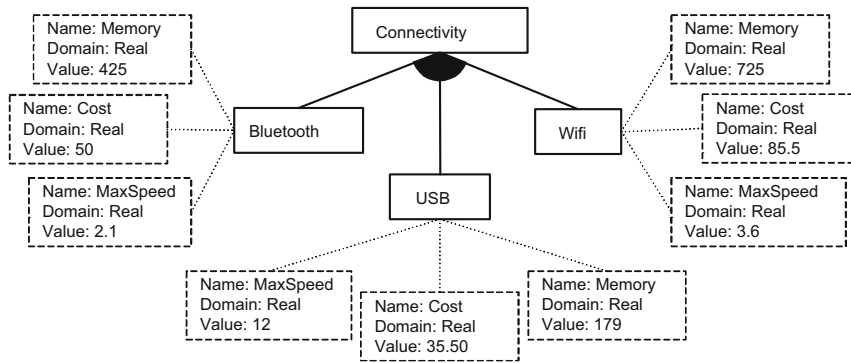 Connectivity
Name: Memory
Domain: Real
Value: 425
Name: Cost
Domain: Real
Value: 50
Name: MaxSpeed
Domain: Real
Value: 2.1
Bluetooth
Wifi
Name: Memory
Domain: Real
Value: 725
Name: Cost
Domain: Real
Value: 85.5
Name: MaxSpeed
Domain: Real
Value: 3.6
USB
Name: MaxSpeed
Domain: Real
Value: 12
Name: Cost
Domain: Real
Value: 35.50
Name: Memory
Domain: Real
Value: 179